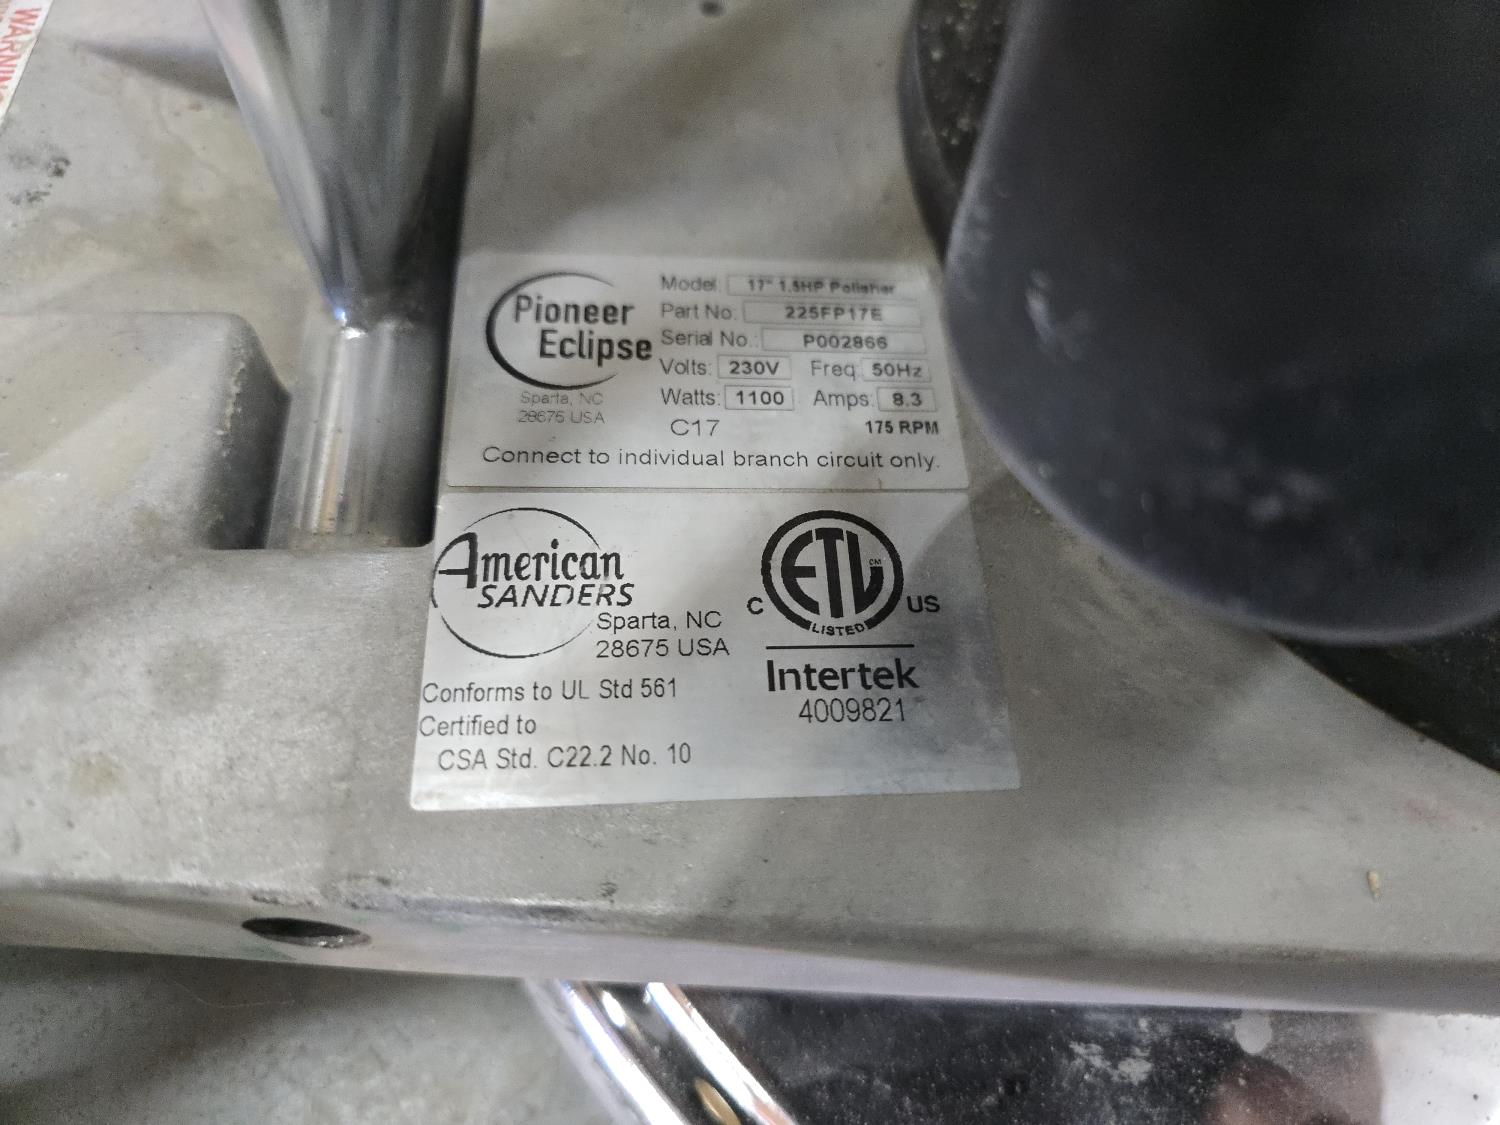 WARNING
Pioneer
Eclipse
Sparta, NC
28675 USA
Model: 17" 1.5HP Polisher
Part No: 225FP17E
Serial No.: P002866
Volts: 230V Freq: 50Hz
Watts: 1100 Amps: 8.3
C17 175 RPM
Connect to individual branch circuit only.
American
SANDERS
Sparta, NC
28675 USA
Conforms to UL Std 561
Certified to
CSA Std. C22.2 No. 10
ETL CM
LISTED
C US
Intertek
4009821